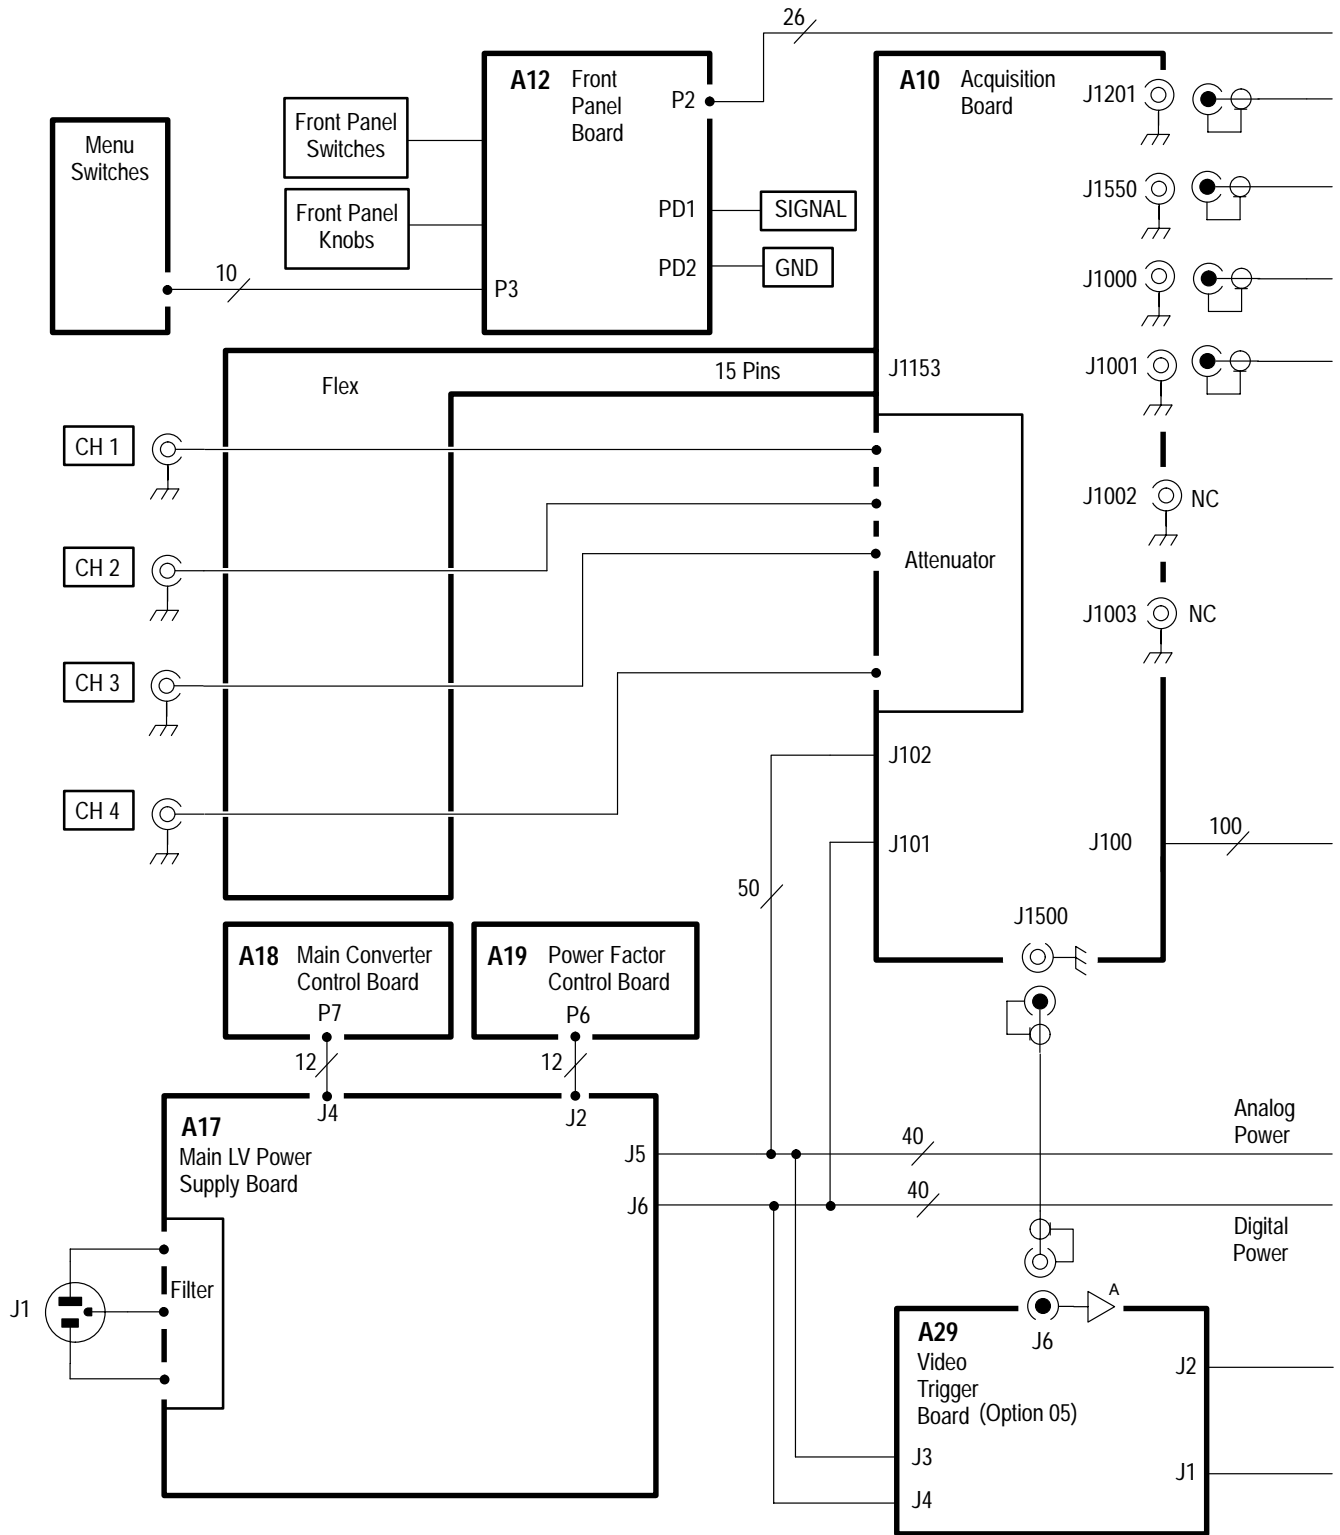 26
A12 Front
Panel
Board
P2
A10 Acquisition
Board
J1201
Front Panel
Switches
Menu
Switches
J1550
Front Panel
Knobs
PD1
SIGNAL
PD2
GND
10
P3
J1000
15 Pins
J1153
J1001
Flex
CH 1
J1002
NC
CH 2
Attenuator
J1003
NC
CH 3
J102
CH 4
J101
J100
100
50
J1500
A18 Main Converter
Control Board
P7
A19 Power Factor
Control Board
P6
12
12
J4
J2
A17
Main LV Power
Supply Board
J5
40
Analog
Power
J6
40
Digital
Power
Filter
J1
A
J6
A29
Video
Trigger
Board (Option 05)
J2
J3
J1
J4